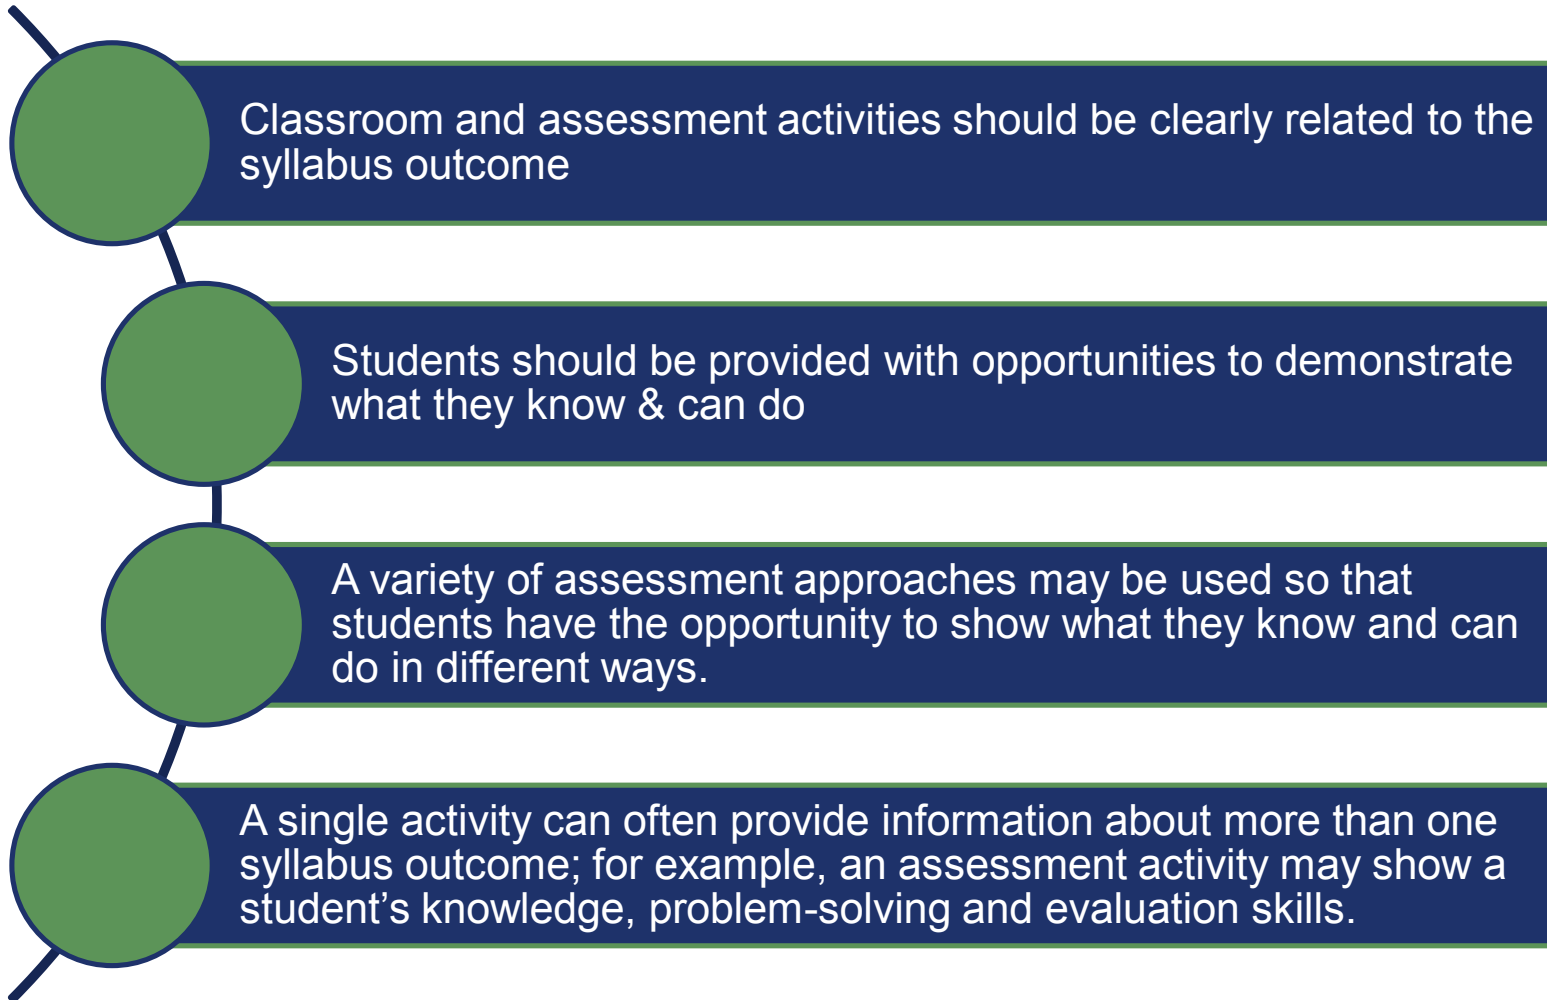 Classroom and assessment activities should be clearly related to the
syllabus outcome
Students should be provided with opportunities to demonstrate
what they know & can do
A variety of assessment approaches may be used so that
students have the opportunity to show what they know and can
do in different ways.
A single activity can often provide information about more than one
syllabus outcome; for example, an assessment activity may show a
student’s knowledge, problem-solving and evaluation skills.